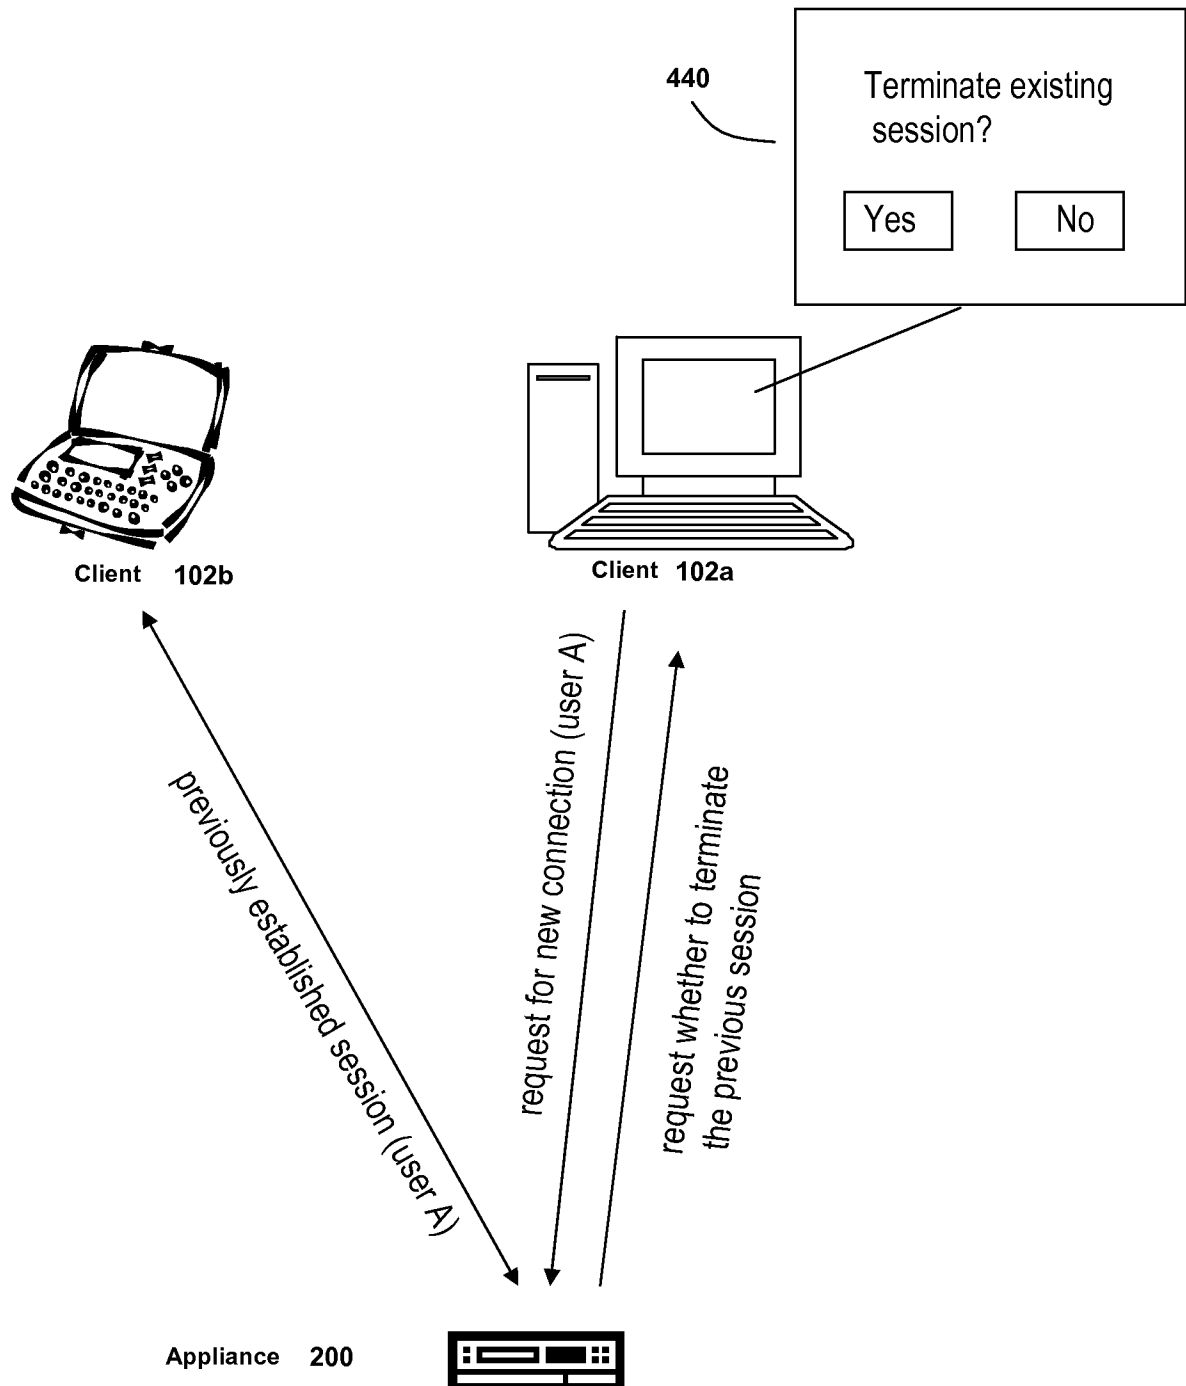 440
Terminate existing
session?
Yes
No
Client 102b
Client 102a
previously established session (user A)
request for new connection (user A)
request whether to terminate
the previous session
Appliance 200